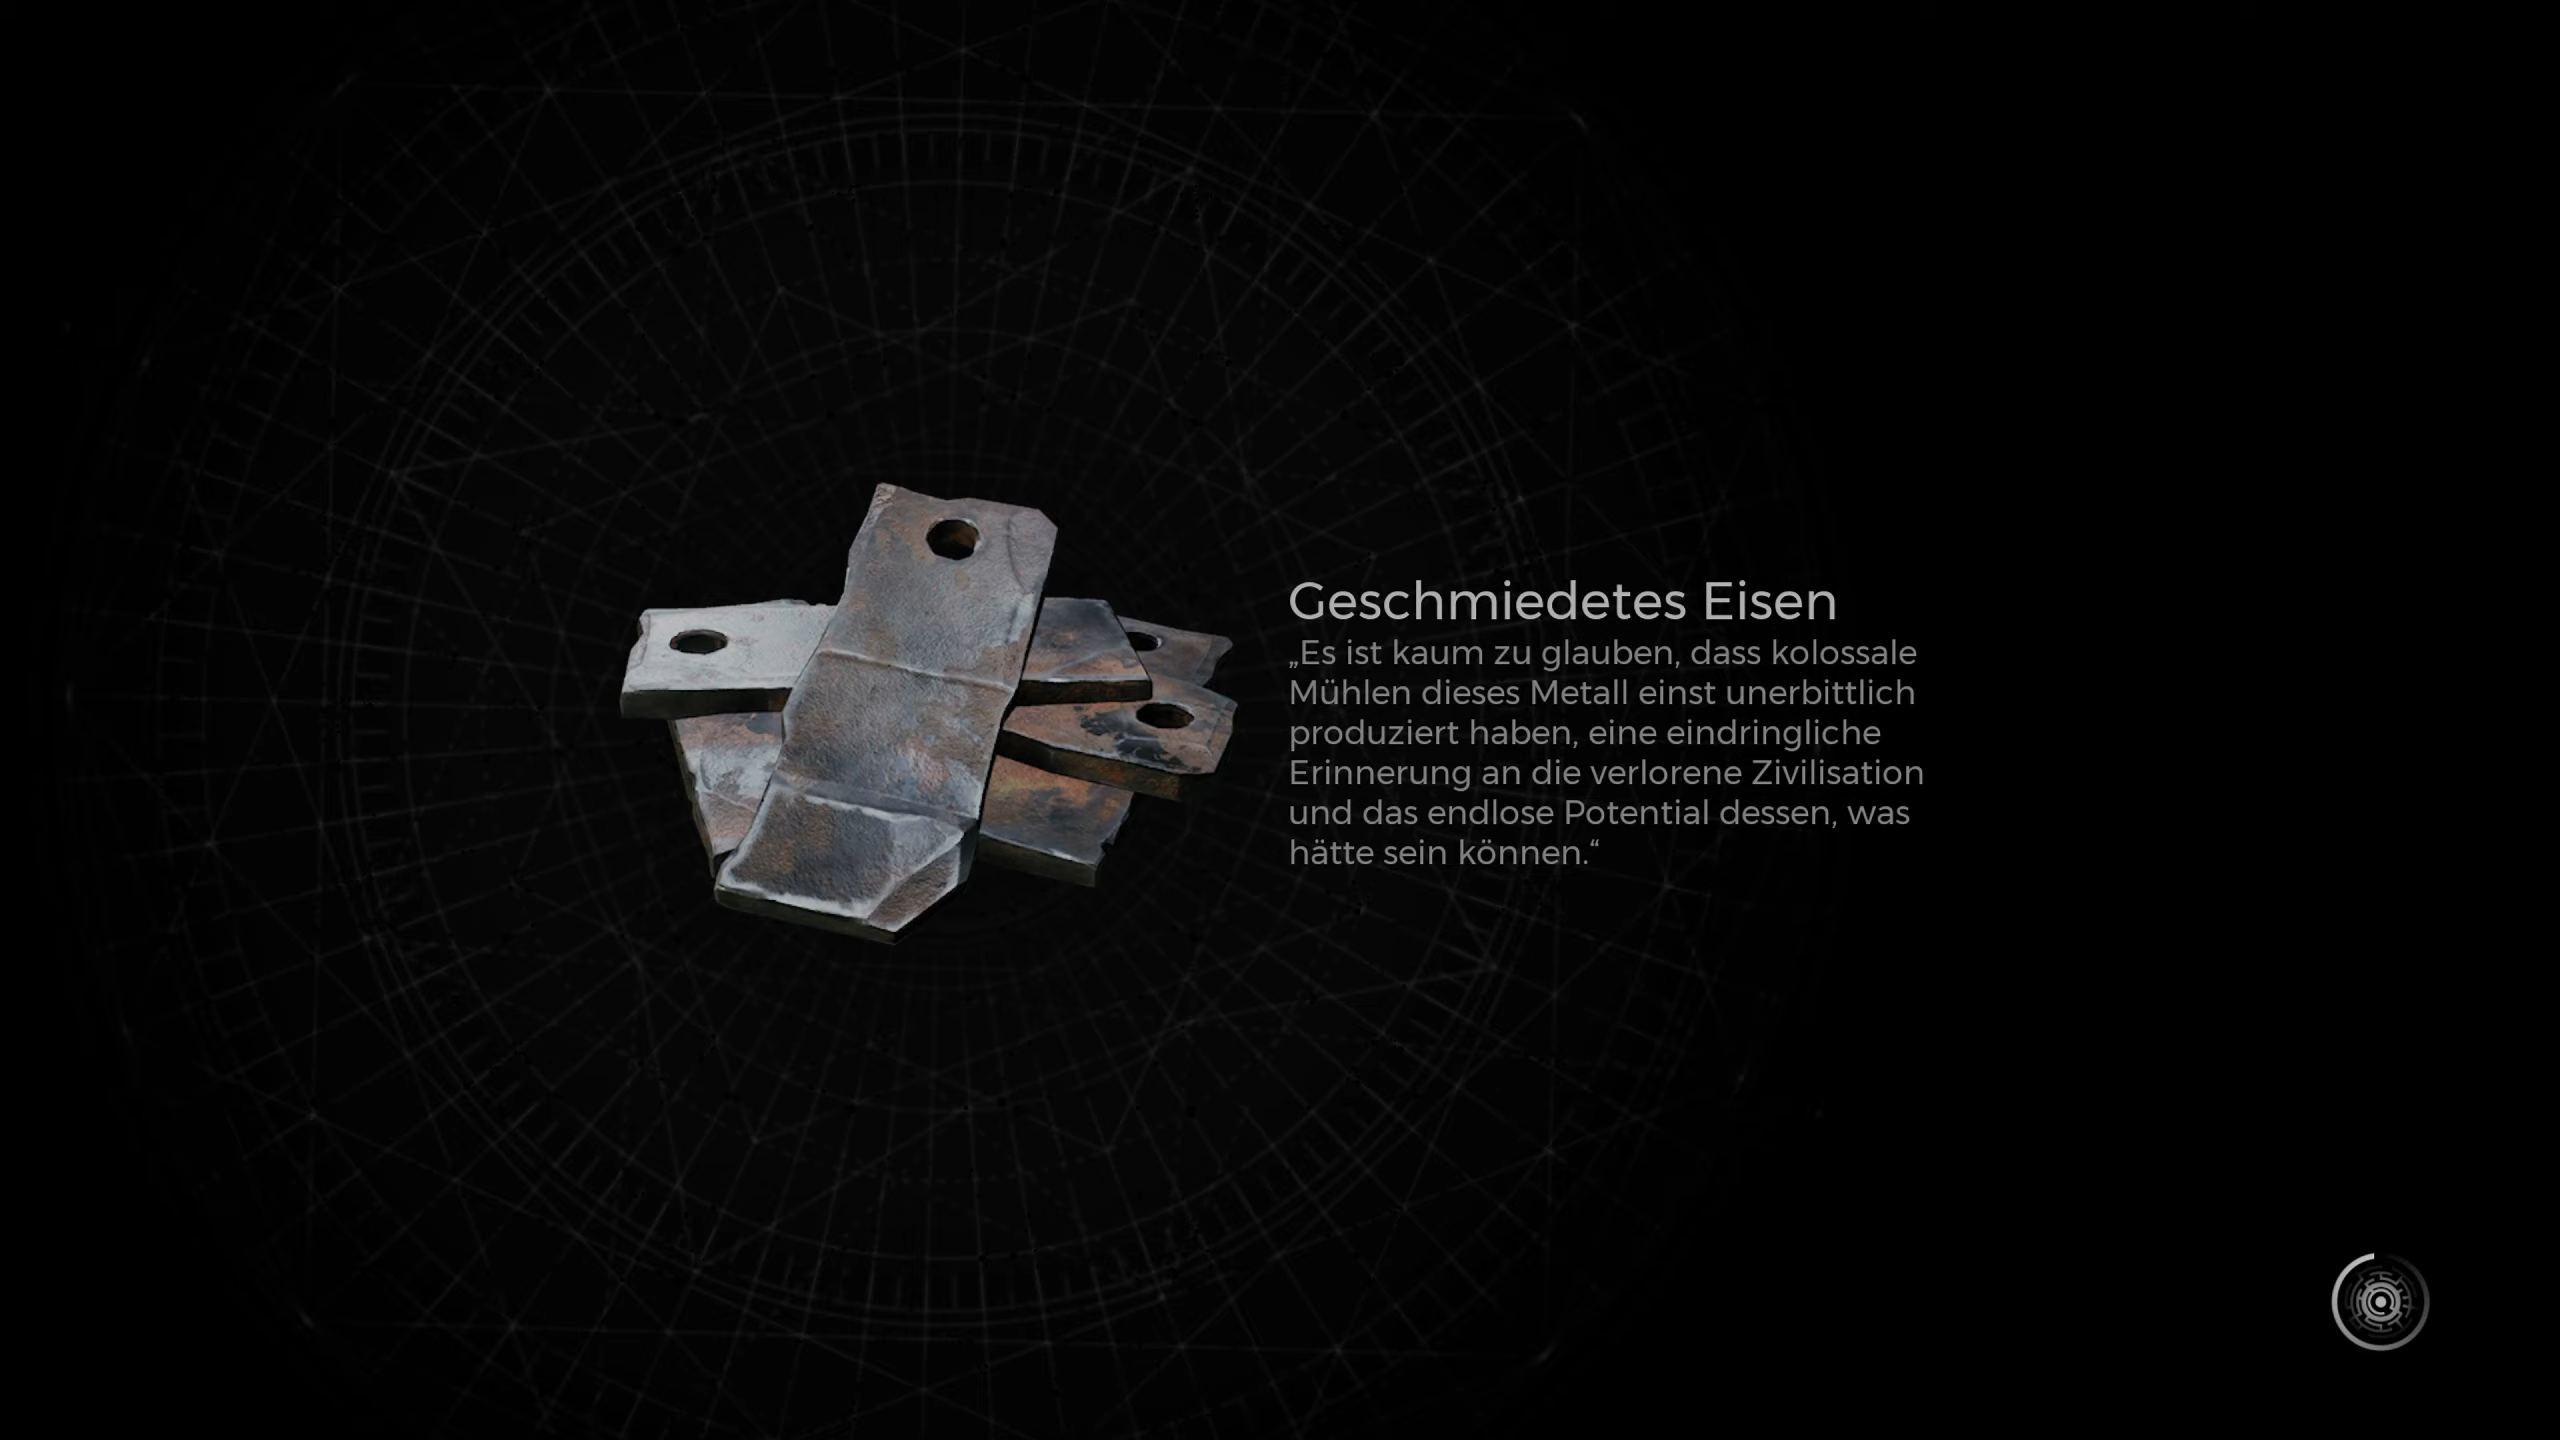 Geschmiedetes Eisen
„Es ist kaum zu glauben, dass kolossale
Mühlen dieses Metall einst unerbittlich
produziert haben, eine eindringliche
Erinnerung an die verlorene Zivilisation
und das endlose Potential dessen, was
hätte sein können.“